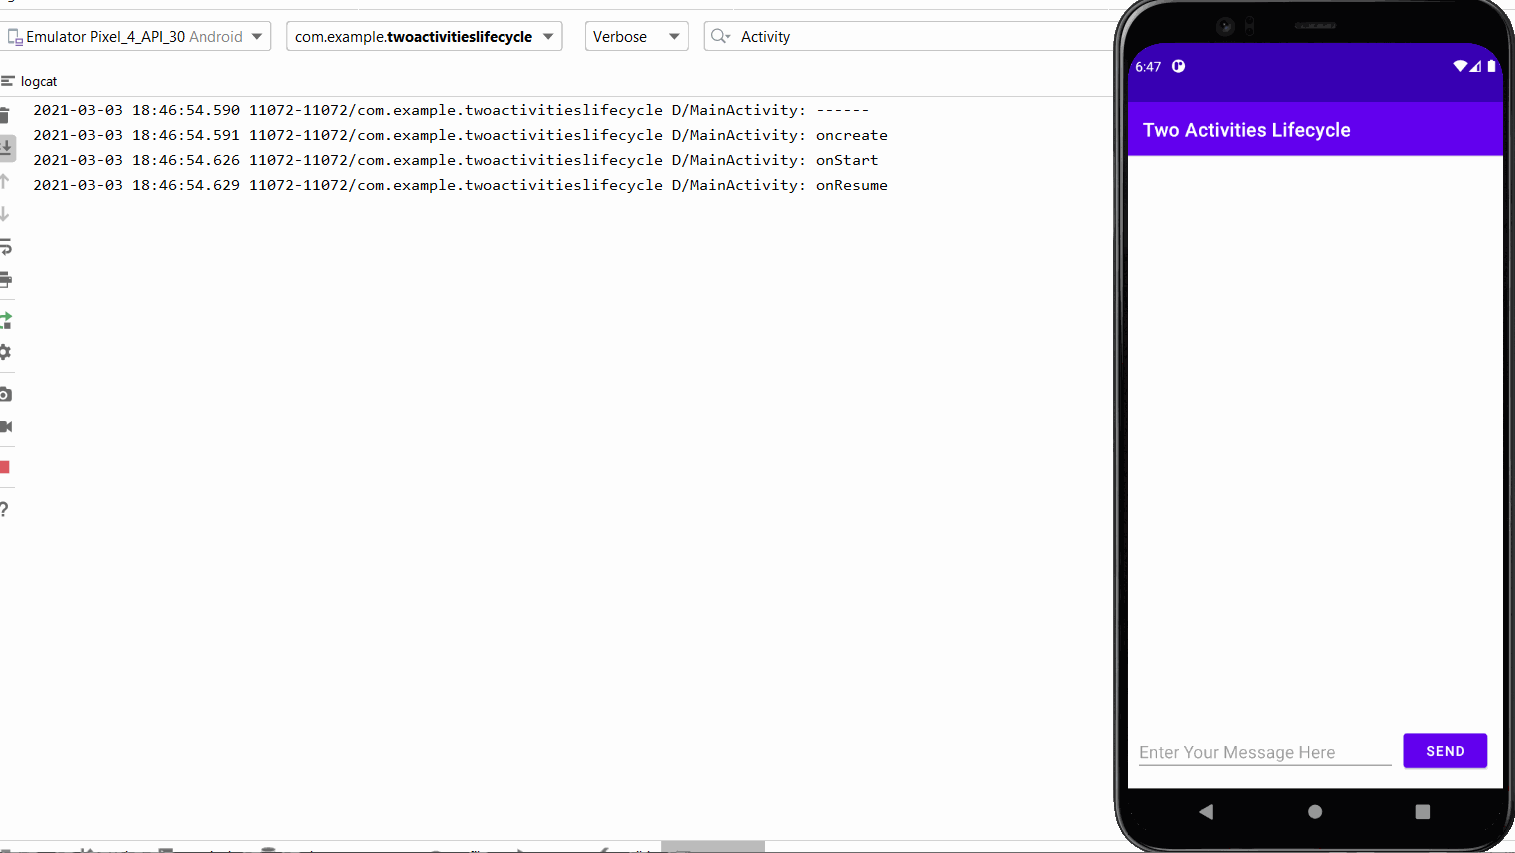 Emulator Pixel_4_API_30 Android
com.example.twoactivitieslifecycle
Verbose
Activity
logcat
2021-03-03 18:46:54.590 11072-11072/com.example.twoactivitieslifecycle D/MainActivity: ------
2021-03-03 18:46:54.591 11072-11072/com.example.twoactivitieslifecycle D/MainActivity: oncreate
2021-03-03 18:46:54.626 11072-11072/com.example.twoactivitieslifecycle D/MainActivity: onStart
2021-03-03 18:46:54.629 11072-11072/com.example.twoactivitieslifecycle D/MainActivity: onResume
?
6:47
Two Activities Lifecycle
Enter Your Message Here
SEND